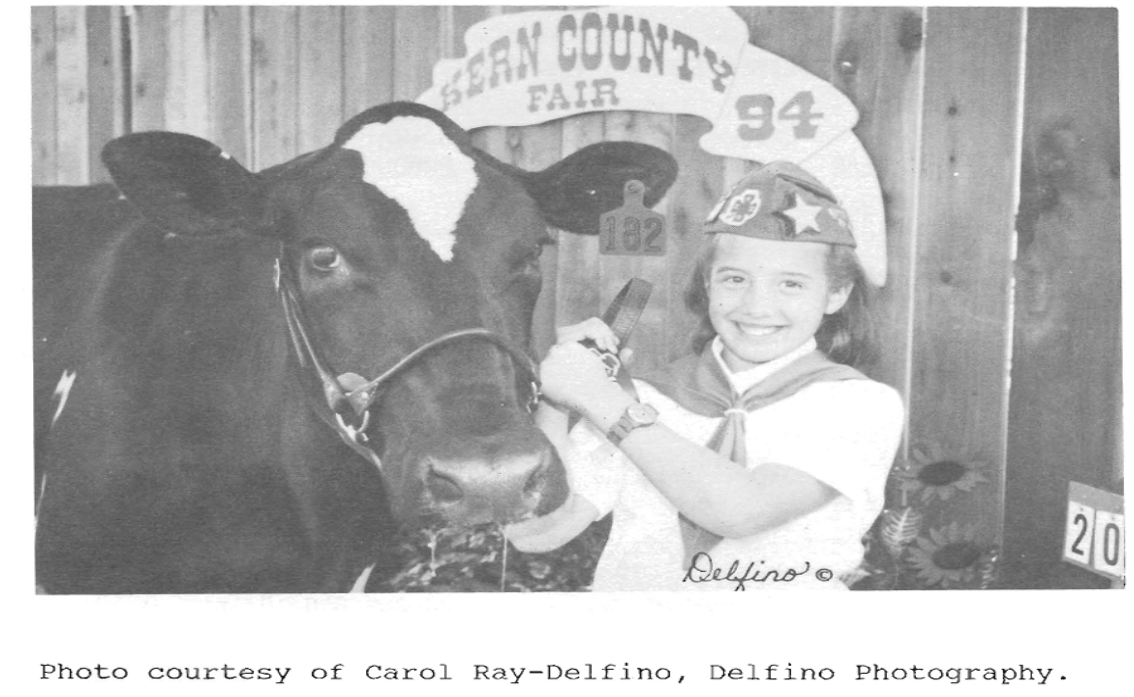 KERN COUNTY
FAIR
94
182
20
Delfino ©
Photo courtesy of Carol Ray-Delfino, Delfino Photography.